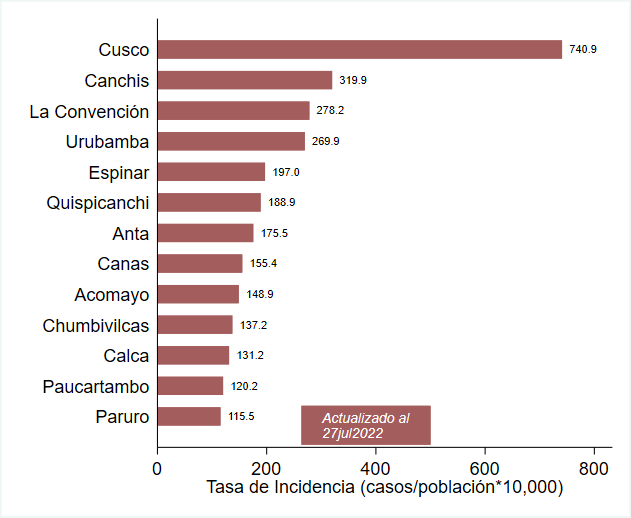 Cusco 740.9
Canchis 319.9
La Convención 278.2
Urubamba 269.9
Espinar 197.0
Quispicanchi 188.9
Anta 175.5
Canas 155.4
Acomayo 148.9
Chumbivilcas 137.2
Calca 131.2
Paucartambo 120.2
Paruro 115.5
Actualizado al
27jul2022
0 200 400 600 800
Tasa de Incidencia (casos/población*10,000)